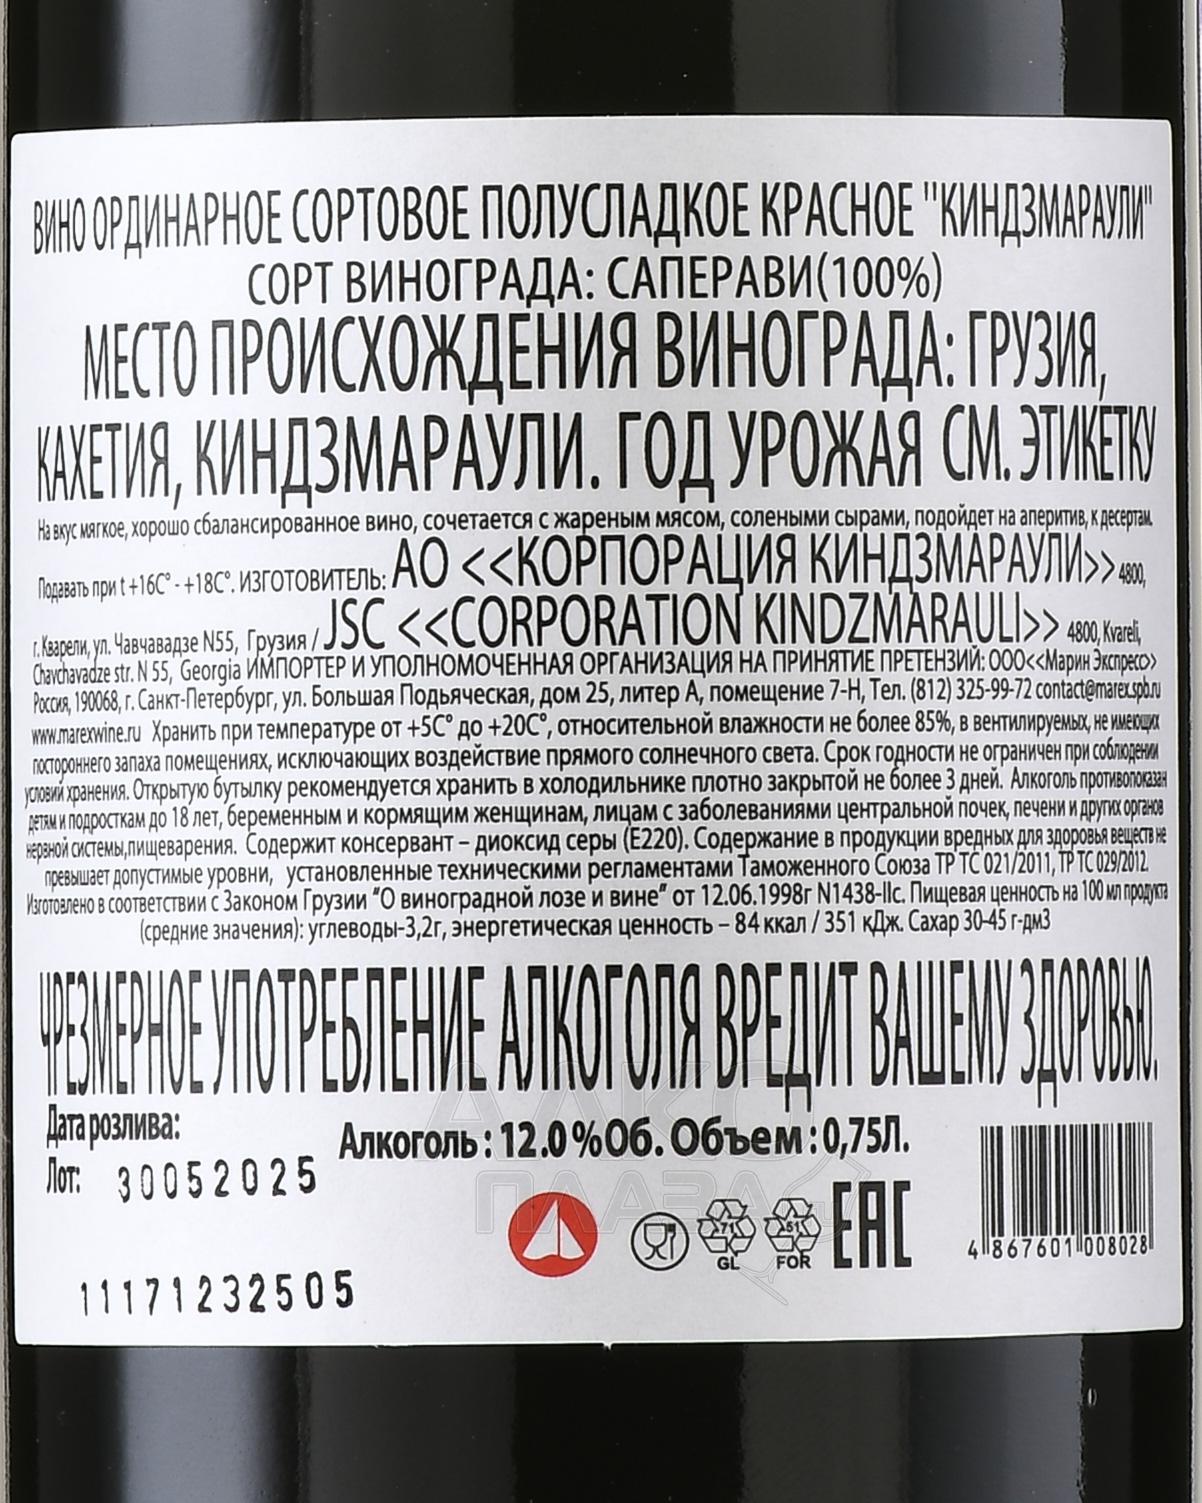 ВИНО ОРДИНАРНОЕ СОРТОВОЕ ПОЛУСЛАДКОЕ КРАСНОЕ "КИНДЗМАРАУЛИ"
СОРТ ВИНОГРАДА: САПЕРАВИ(100%)
МЕСТО ПРОИСХОЖДЕНИЯ ВИНОГРАДА: ГРУЗИЯ,
КАХЕТИЯ, КИНДЗМАРАУЛИ. ГОД УРОЖАЯ СМ. ЭТИКЕТКУ
На вкус мягкое, хорошо сбалансированное вино, сочетается с жареным мясом, солеными сырами, подойдет на аперитив, к десертам.
Подавать при t +16C° - +18C°. ИЗГОТОВИТЕЛЬ: АО <<КОРПОРАЦИЯ КИНДЗМАРАУЛИ>> 4800,
г. Кварели, ул. Чавчавадзе N55, Грузия / JSC <<CORPORATION KINDZMARAULI>> 4800, Kvareli,
Chavchavadze str. N 55, Georgia ИМПОРТЕР И УПОЛНОМОЧЕННАЯ ОРГАНИЗАЦИЯ НА ПРИНЯТИЕ ПРЕТЕНЗИЙ: ООО<<Марин Экспресс>>
Россия, 190068, г. Санкт-Петербург, ул. Большая Подьяческая, дом 25, литер А, помещение 7-Н, Тел. (812) 325-99-72 contact@marex.spb.ru
www.marexwine.ru Хранить при температуре от +5C° до +20C°, относительной влажности не более 85%, в вентилируемых, не имеющих
постороннего запаха помещениях, исключающих воздействие прямого солнечного света. Срок годности не ограничен при соблюдении
условий хранения. Открытую бутылку рекомендуется хранить в холодильнике плотно закрытой не более 3 дней. Алкоголь противопоказан
детям и подросткам до 18 лет, беременным и кормящим женщинам, лицам с заболеваниями центральной почек, печени и других органов
нервной системы,пищеварения. Содержит консервант – диоксид серы (Е220). Содержание в продукции вредных для здоровья веществ не
превышает допустимые уровни, установленные техническими регламентами Таможенного Союза ТР ТС 021/2011, ТР ТС 029/2012.
Изготовлено в соответствии с Законом Грузии "О виноградной лозе и вине" от 12.06.1998г N1438-IIc. Пищевая ценность на 100 мл продукта
(средние значения): углеводы-3,2г, энергетическая ценность – 84 ккал / 351 кДж. Сахар 30-45 г-дм3
ЧРЕЗМЕРНОЕ УПОТРЕБЛЕНИЕ АЛКОГОЛЯ ВРЕДИТ ВАШЕМУ ЗДОРОВЬЮ.
Дата розлива:
Алкоголь : 12.0 %Об. Объем : 0,75Л.
Лот: 30052025
АЛКО
ПЛАЗА.ru
71
GL
51
FOR
EAC
4 867601 008028
11171232505